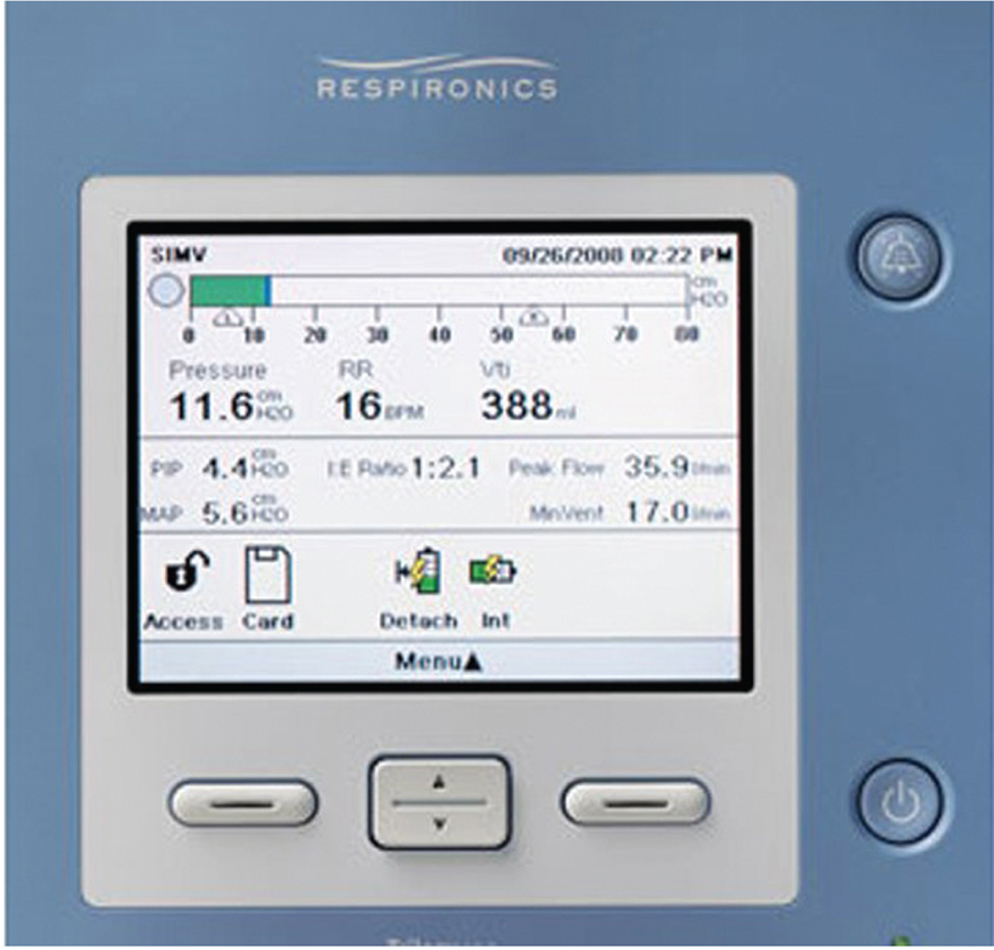 RESPIRONICS
SIMV 09/26/2008 02:22 PM
cm
H2O
0 10 20 30 40 50 60 70 80
Pressure RR Vti
11.6 cm H2O 16 BPM 388 ml
PIP 4.4 cm H2O I:E Ratio 1:2.1 Peak Flow 35.9 l/min
MAP 5.6 cm H2O MinVent 17.0 l/min
Access Card Detach Int
Menu▲